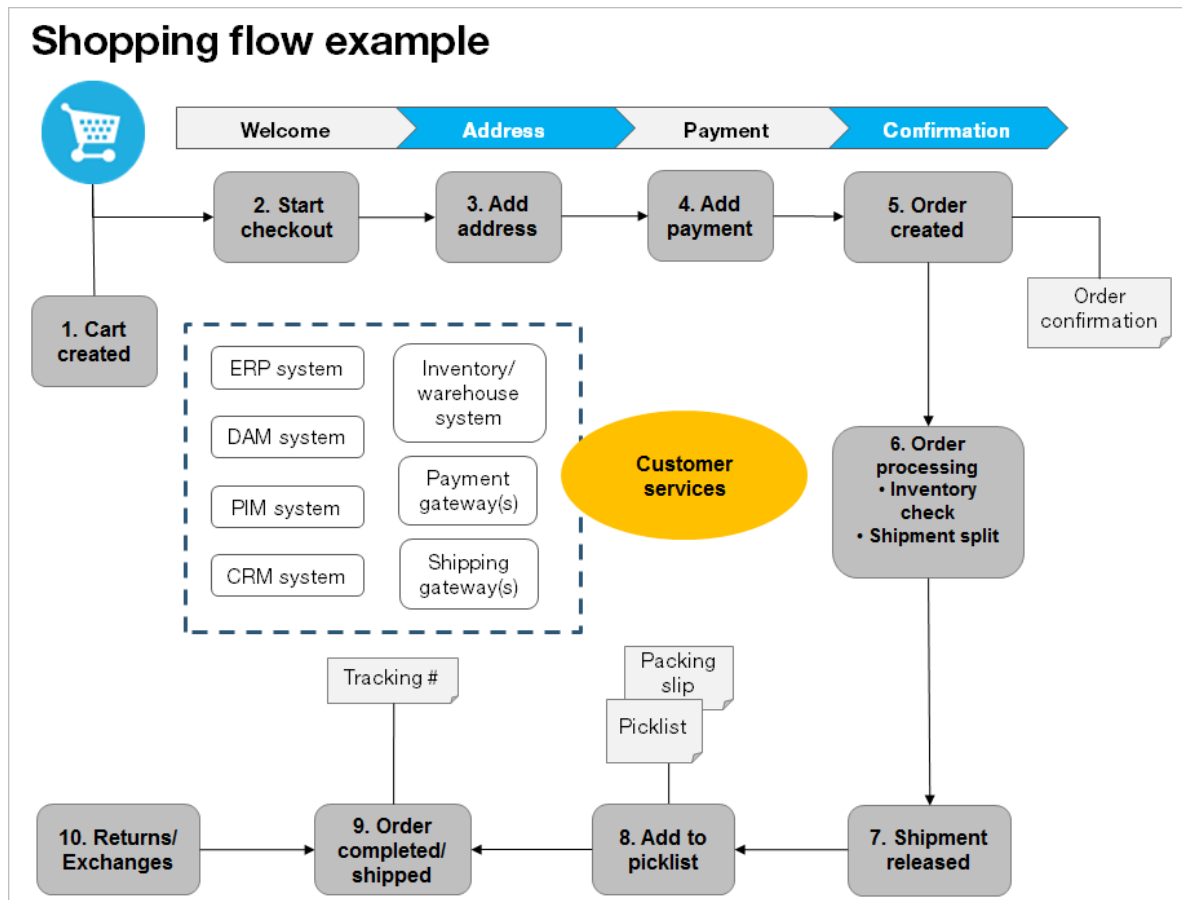 Shopping flow example
Welcome
Address
Payment
Confirmation
2. Start
checkout
3. Add
address
4. Add
payment
5. Order
created
Order
confirmation
1. Cart
created
ERP system
DAM system
PIM system
CRM system
Inventory/
warehouse
system
Payment
gateway(s)
Shipping
gateway(s)
Customer
services
6. Order
processing
• Inventory
check
• Shipment split
Tracking #
Packing
slip
Picklist
10. Returns/
Exchanges
9. Order
completed/
shipped
8. Add to
picklist
7. Shipment
released